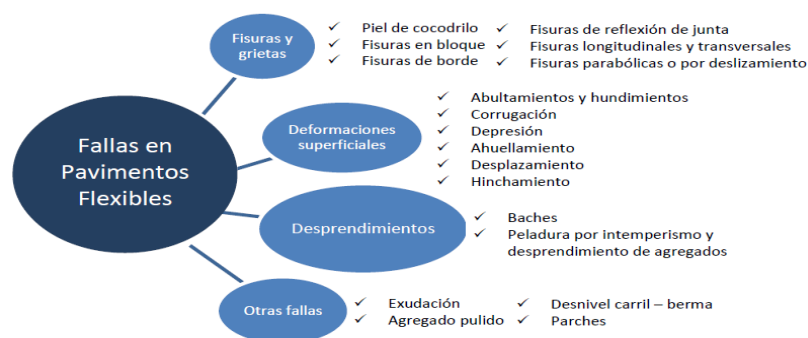 Fallas en
Pavimentos
Flexibles
Fisuras y
grietas
✓ Piel de cocodrilo
✓ Fisuras en bloque
✓ Fisuras de borde
✓ Fisuras de reflexión de junta
✓ Fisuras longitudinales y transversales
✓ Fisuras parabólicas o por deslizamiento
Deformaciones
superficiales
✓ Abultamientos y hundimientos
✓ Corrugación
✓ Depresión
✓ Ahuellamiento
✓ Desplazamiento
✓ Hinchamiento
Desprendimientos
✓ Baches
✓ Peladura por intemperismo y
desprendimiento de agregados
Otras fallas
✓ Exudación
✓ Agregado pulido
✓ Desnivel carril – berma
✓ Parches